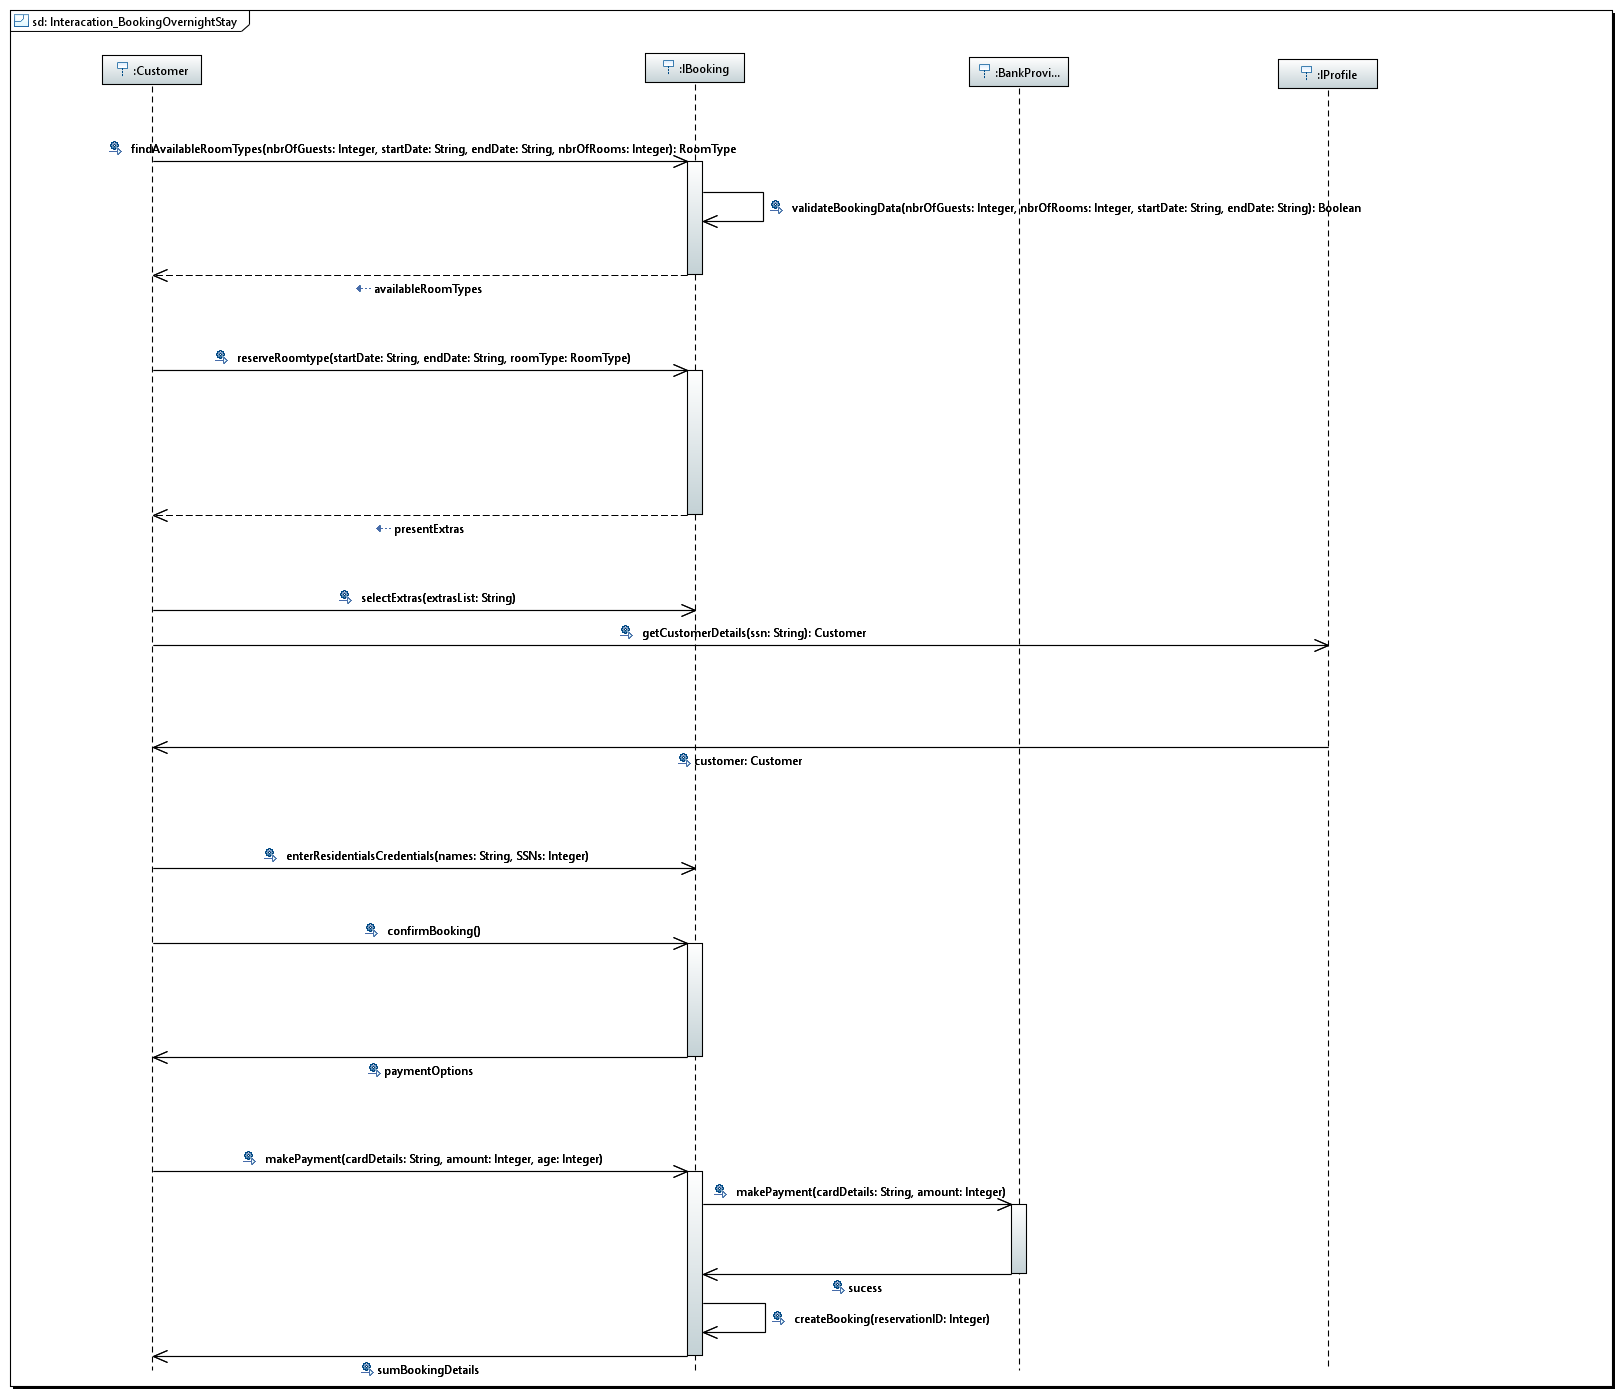 sd: Interacation_BookingOvernightStay
:Customer
:IBooking
:BankProvi...
:IProfile
findAvailableRoomTypes(nbrOfGuests: Integer, startDate: String, endDate: String, nbrOfRooms: Integer): RoomType
validateBookingData(nbrOfGuests: Integer, nbrOfRooms: Integer, startDate: String, endDate: String): Boolean
availableRoomTypes
reserveRoomtype(startDate: String, endDate: String, roomType: RoomType)
presentExtras
selectExtras(extrasList: String)
getCustomerDetails(ssn: String): Customer
customer: Customer
enterResidentialsCredentials(names: String, SSNs: Integer)
confirmBooking()
paymentOptions
makePayment(cardDetails: String, amount: Integer, age: Integer)
makePayment(cardDetails: String, amount: Integer)
sucess
createBooking(reservationID: Integer)
sumBookingDetails